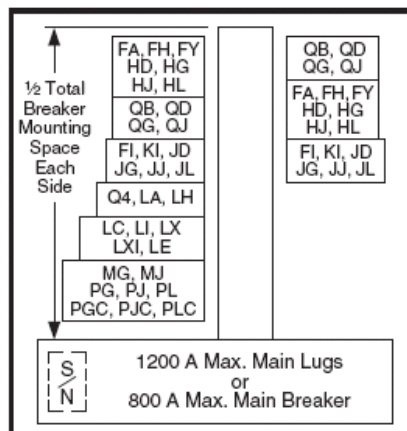 ½ Total
Breaker
Mounting
Space
Each
Side
FA, FH, FY
HD, HG
HJ, HL
QB, QD
QG, QJ
FI, KI, JD
JG, JJ, JL
Q4, LA, LH
LC, LI, LX
LXI, LE
MG, MJ
PG, PJ, PL
PGC, PJC, PLC
QB, QD
QG, QJ
FA, FH, FY
HD, HG
HJ, HL
FI, KI, JD
JG, JJ, JL
S/N
1200 A Max. Main Lugs
or
800 A Max. Main Breaker